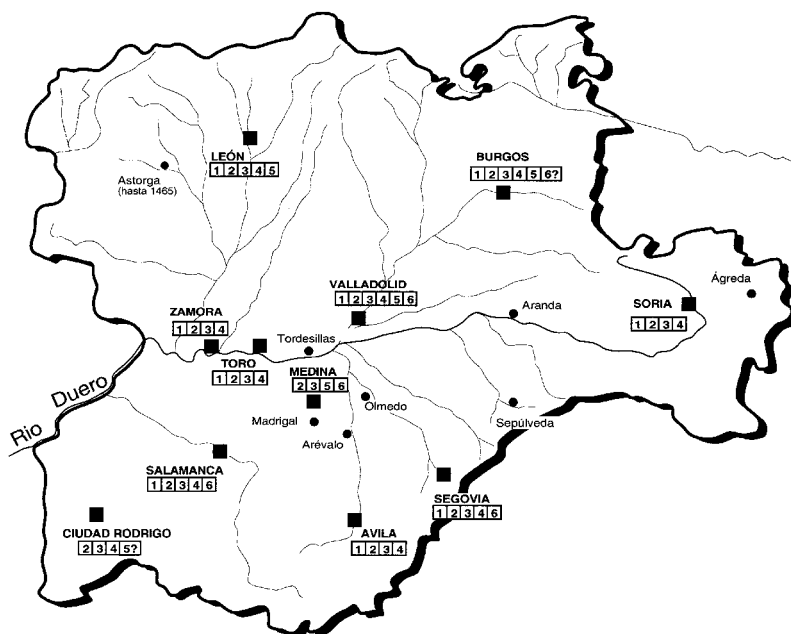 LEÓN
1 2 3 4 5
Astorga
(hasta 1465)
BURGOS
1 2 3 4 5 6?
VALLADOLID
1 2 3 4 5 6
Ágreda
SORIA
1 2 3 4
Aranda
ZAMORA
1 2 3 4
Tordesillas
TORO
1 2 3 4
MEDINA
2 3 5 6
Olmedo
Madrigal
Arévalo
Sepúlveda
Rio Duero
SALAMANCA
1 2 3 4 6
SEGOVIA
1 2 3 4 6
CIUDAD RODRIGO
2 3 4 5?
AVILA
1 2 3 4